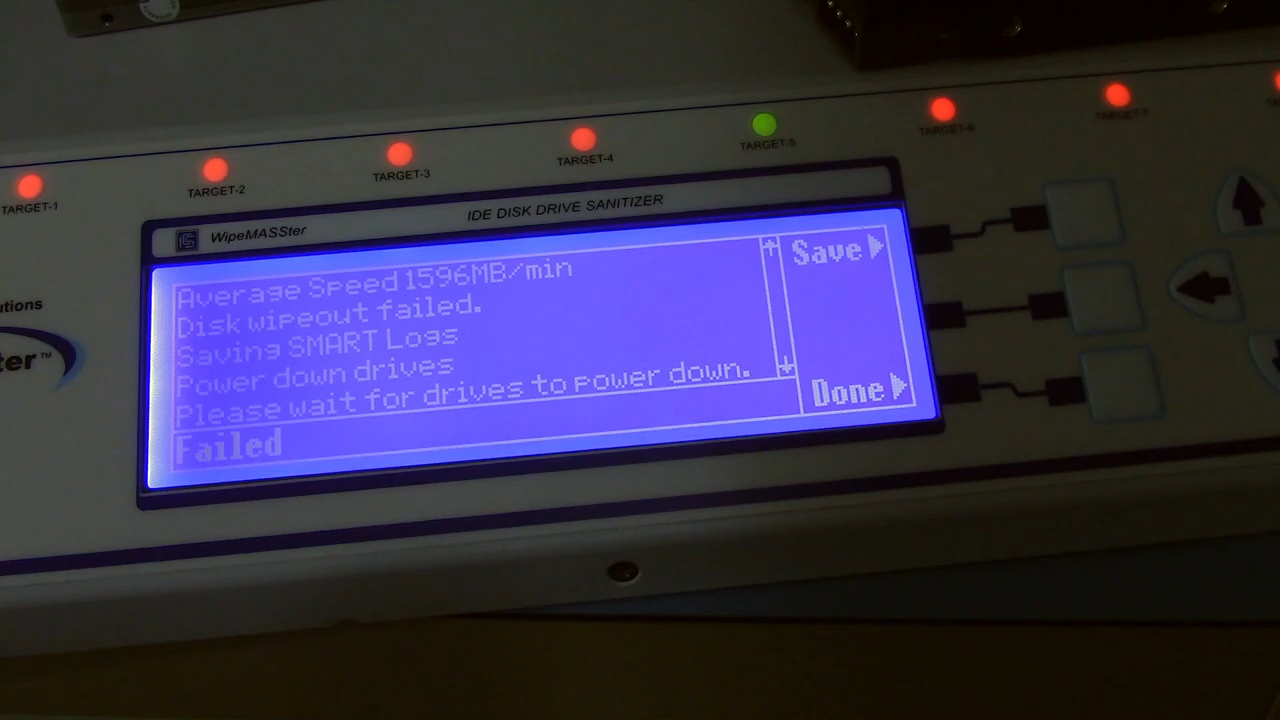 TARGET-1
TARGET-2
TARGET-3
TARGET-4
TARGET-5
TARGET-6
TARGET-7
WipeMASSter
IDE DISK DRIVE SANITIZER
Average Speed 1596MB/min
Disk wipeout failed.
Saving SMART Logs
Power down drives
Please wait for drives to power down.
Failed
Save
Done
utions
ter™